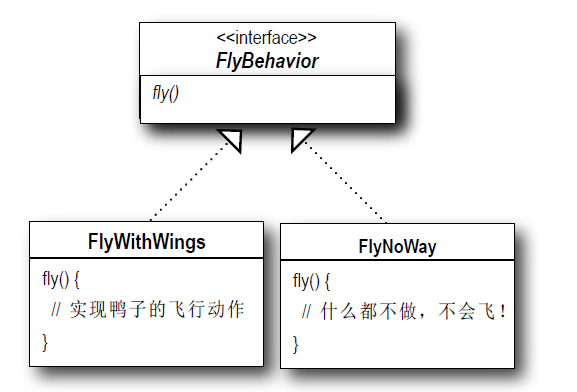 <<interface>>
FlyBehavior
fly()
FlyWithWings
fly() {
// 实现鸭子的飞行动作
}
FlyNoWay
fly() {
// 什么都不做，不会飞！
}